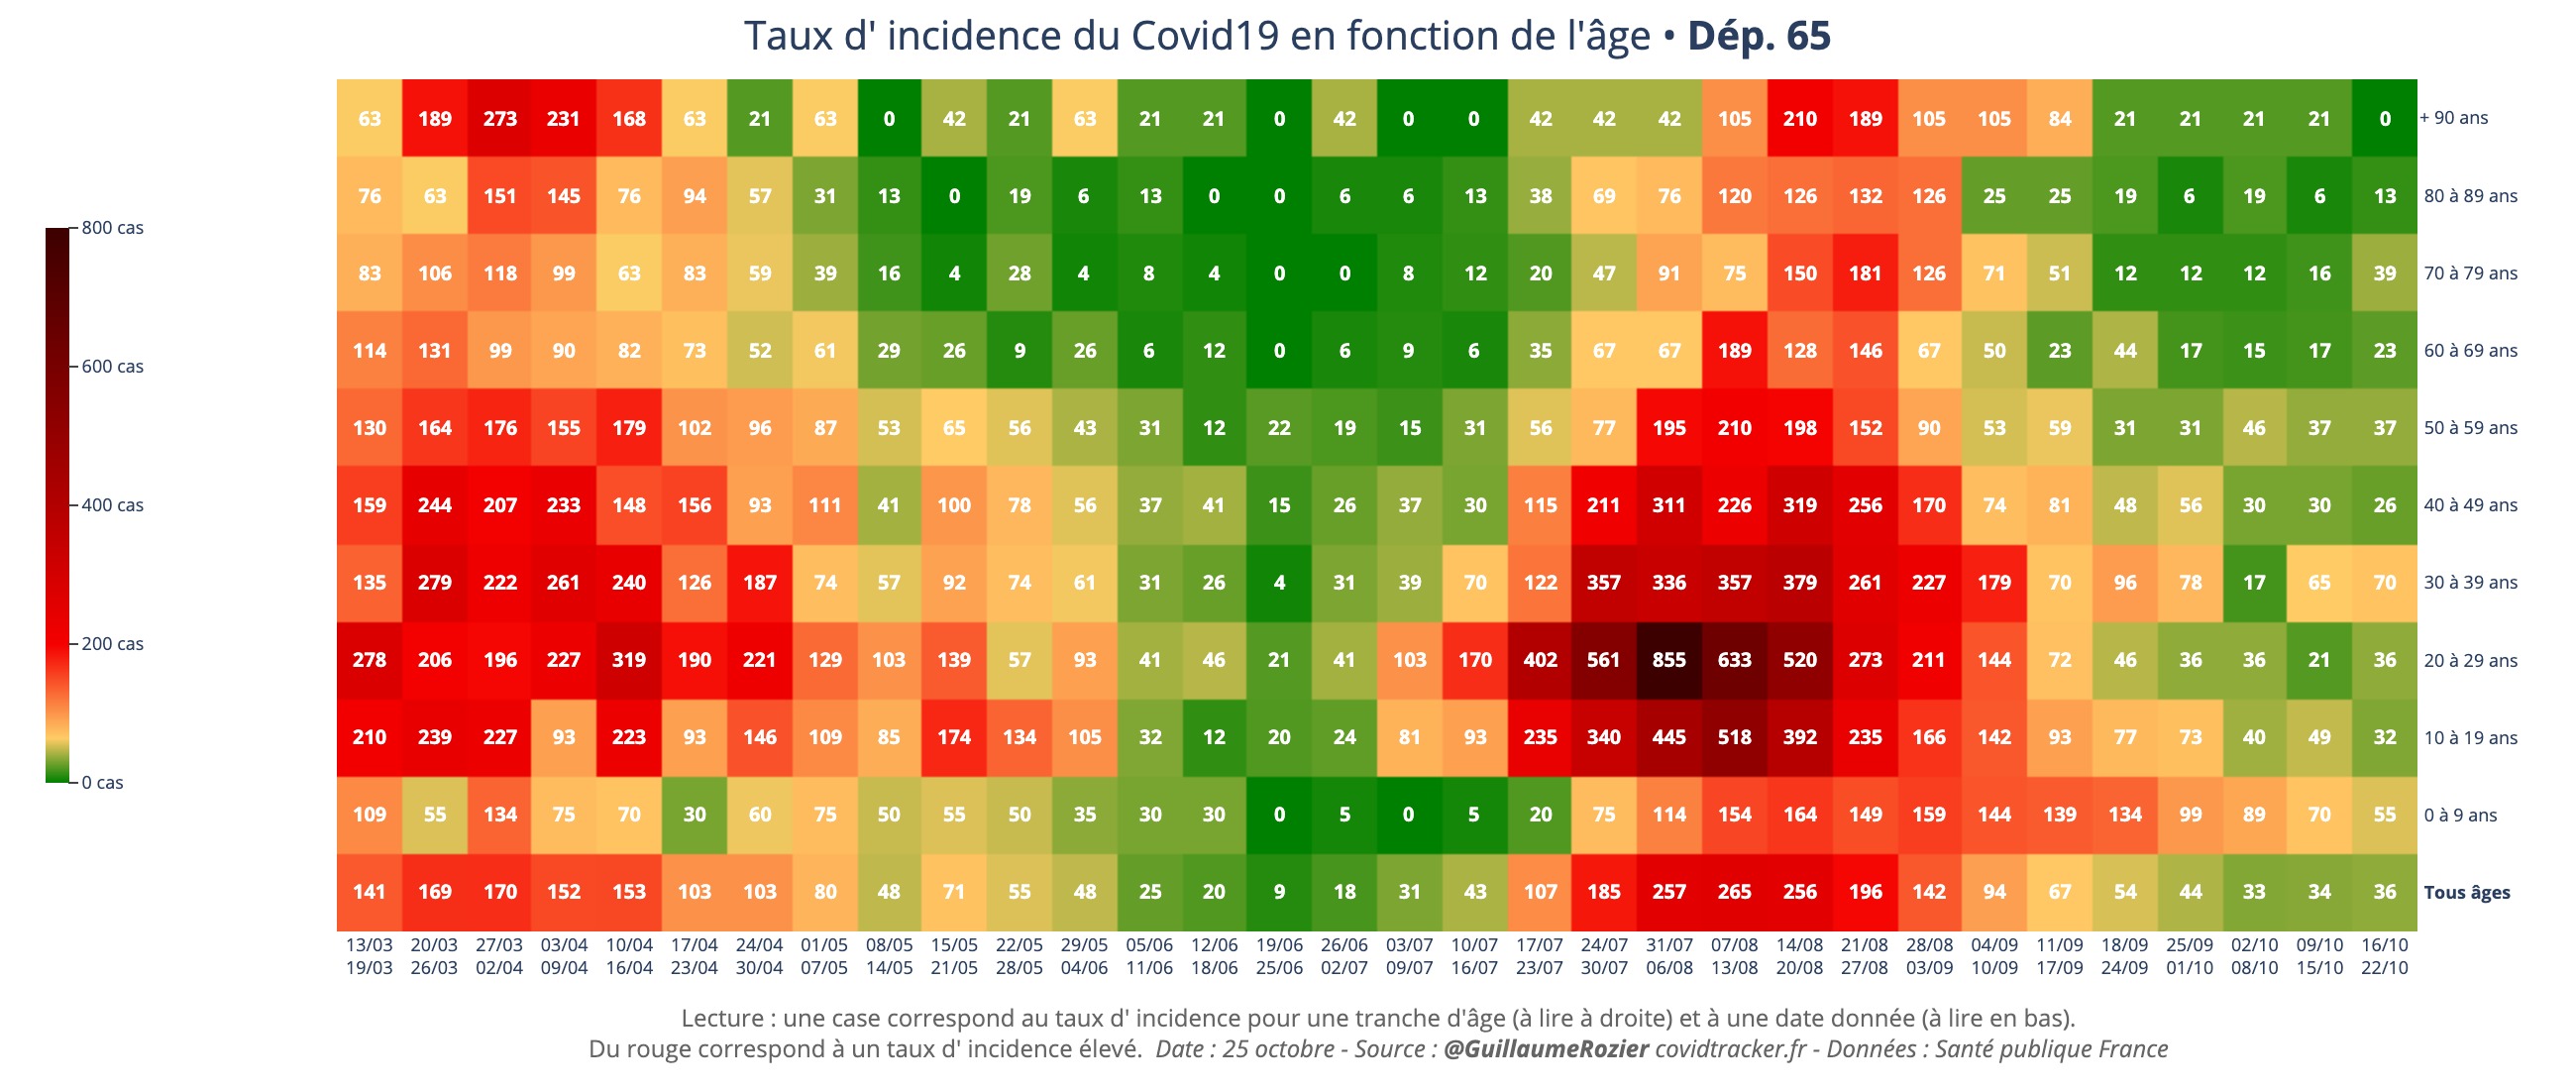 Taux d' incidence du Covid19 en fonction de l'âge • Dép. 65
800 cas
600 cas
400 cas
200 cas
0 cas
63 189 273 231 168 63 21 63 0 42 21 63 21 21 0 42 0 0 42 42 42 105 210 189 105 105 84 21 21 21 21 0 + 90 ans
76 63 151 145 76 94 57 31 13 0 19 6 13 0 0 6 6 13 38 69 76 120 126 132 126 25 25 19 6 19 6 13 80 à 89 ans
83 106 118 99 63 83 59 39 16 4 28 4 8 4 0 0 8 12 20 47 91 75 150 181 126 71 51 12 12 12 16 39 70 à 79 ans
114 131 99 90 82 73 52 61 29 26 9 26 6 12 0 6 9 6 35 67 67 189 128 146 67 50 23 44 17 15 17 23 60 à 69 ans
130 164 176 155 179 102 96 87 53 65 56 43 31 12 22 19 15 31 56 77 195 210 198 152 90 53 59 31 31 46 37 37 50 à 59 ans
159 244 207 233 148 156 93 111 41 100 78 56 37 41 15 26 37 30 115 211 311 226 319 256 170 74 81 48 56 30 30 26 40 à 49 ans
135 279 222 261 240 126 187 74 57 92 74 61 31 26 4 31 39 70 122 357 336 357 379 261 227 179 70 96 78 17 65 70 30 à 39 ans
278 206 196 227 319 190 221 129 103 139 57 93 41 46 21 41 103 170 402 561 855 633 520 273 211 144 72 46 36 36 21 36 20 à 29 ans
210 239 227 93 223 93 146 109 85 174 134 105 32 12 20 24 81 93 235 340 445 518 392 235 166 142 93 77 73 40 49 32 10 à 19 ans
109 55 134 75 70 30 60 75 50 55 50 35 30 30 0 5 0 5 20 75 114 154 164 149 159 144 139 134 99 89 70 55 0 à 9 ans
141 169 170 152 153 103 103 80 48 71 55 48 25 20 9 18 31 43 107 185 257 265 256 196 142 94 67 54 44 33 34 36 Tous âges
13/03 20/03 27/03 03/04 10/04 17/04 24/04 01/05 08/05 15/05 22/05 29/05 05/06 12/06 19/06 26/06 03/07 10/07 17/07 24/07 31/07 07/08 14/08 21/08 28/08 04/09 11/09 18/09 25/09 02/10 09/10 16/10
19/03 26/03 02/04 09/04 16/04 23/04 30/04 07/05 14/05 21/05 28/05 04/06 11/06 18/06 25/06 02/07 09/07 16/07 23/07 30/07 06/08 13/08 20/08 27/08 03/09 10/09 17/09 24/09 01/10 08/10 15/10 22/10
Lecture : une case correspond au taux d' incidence pour une tranche d'âge (à lire à droite) et à une date donnée (à lire en bas).
Du rouge correspond à un taux d' incidence élevé. Date : 25 octobre - Source : @GuillaumeRozier covidtracker.fr - Données : Santé publique France